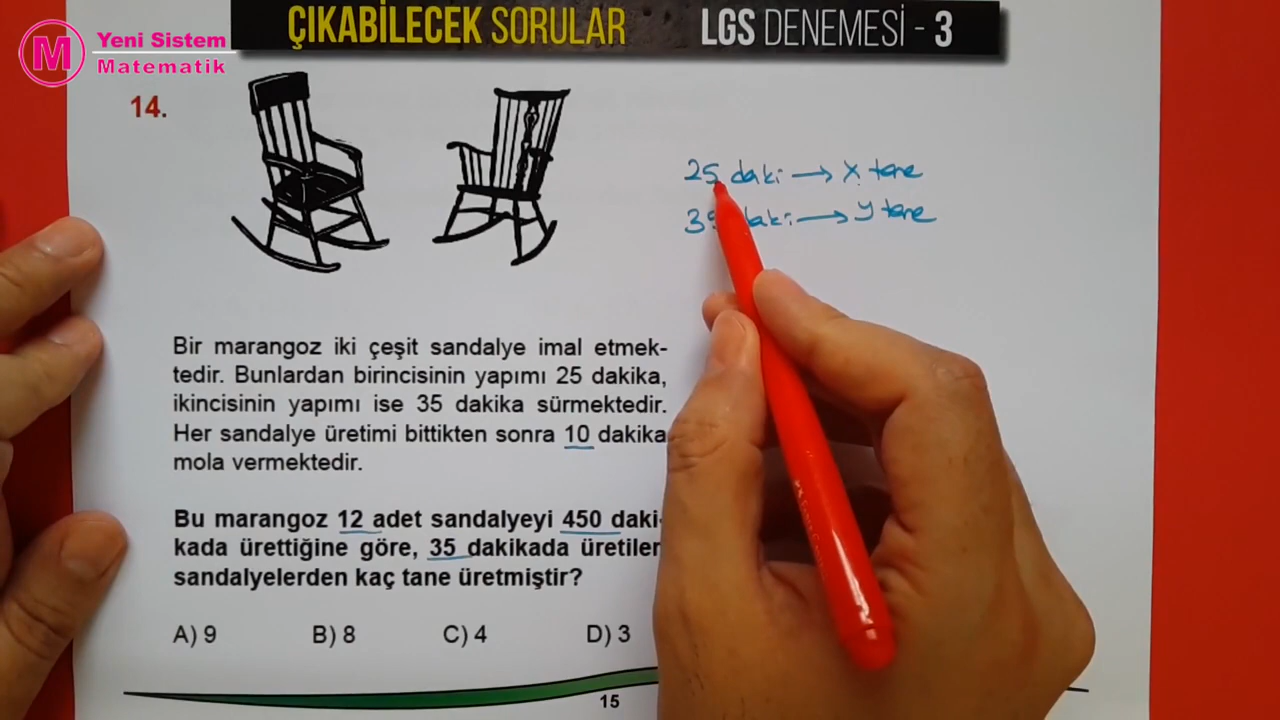 ÇIKABİLECEK SORULAR LGS DENEMESİ - 3
Yeni Sistem
Matematik
14.
25 daki → x tane
35 daki → y tane
Bir marangoz iki çeşit sandalye imal etmek-
tedir. Bunlardan birincisinin yapımı 25 dakika,
ikincisinin yapımı ise 35 dakika sürmektedir.
Her sandalye üretimi bittikten sonra 10 dakika
mola vermektedir.
Bu marangoz 12 adet sandalyeyi 450 daki-
kada ürettiğine göre, 35 dakikada üretilen
sandalyelerden kaç tane üretmiştir?
A) 9 B) 8 C) 4 D) 3
15